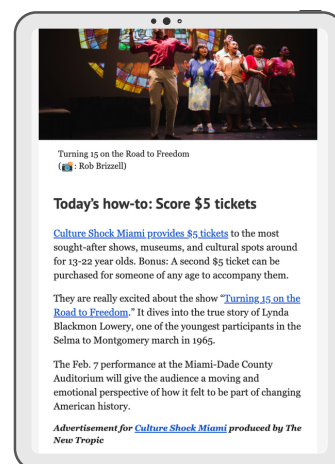 Turning 15 on the Road to Freedom
(📸: Rob Brizzell)
Today's how-to: Score $5 tickets
Culture Shock Miami provides $5 tickets to the most
sought-after shows, museums, and cultural spots around
for 13-22 year olds. Bonus: A second $5 ticket can be
purchased for someone of any age to accompany them.
They are really excited about the show “Turning 15 on the
Road to Freedom.” It dives into the true story of Lynda
Blackmon Lowery, one of the youngest participants in the
Selma to Montgomery march in 1965.
The Feb. 7 performance at the Miami-Dade County
Auditorium will give the audience a moving and
emotional perspective of how it felt to be part of changing
American history.
Advertisement for Culture Shock Miami produced by The
New Tropic